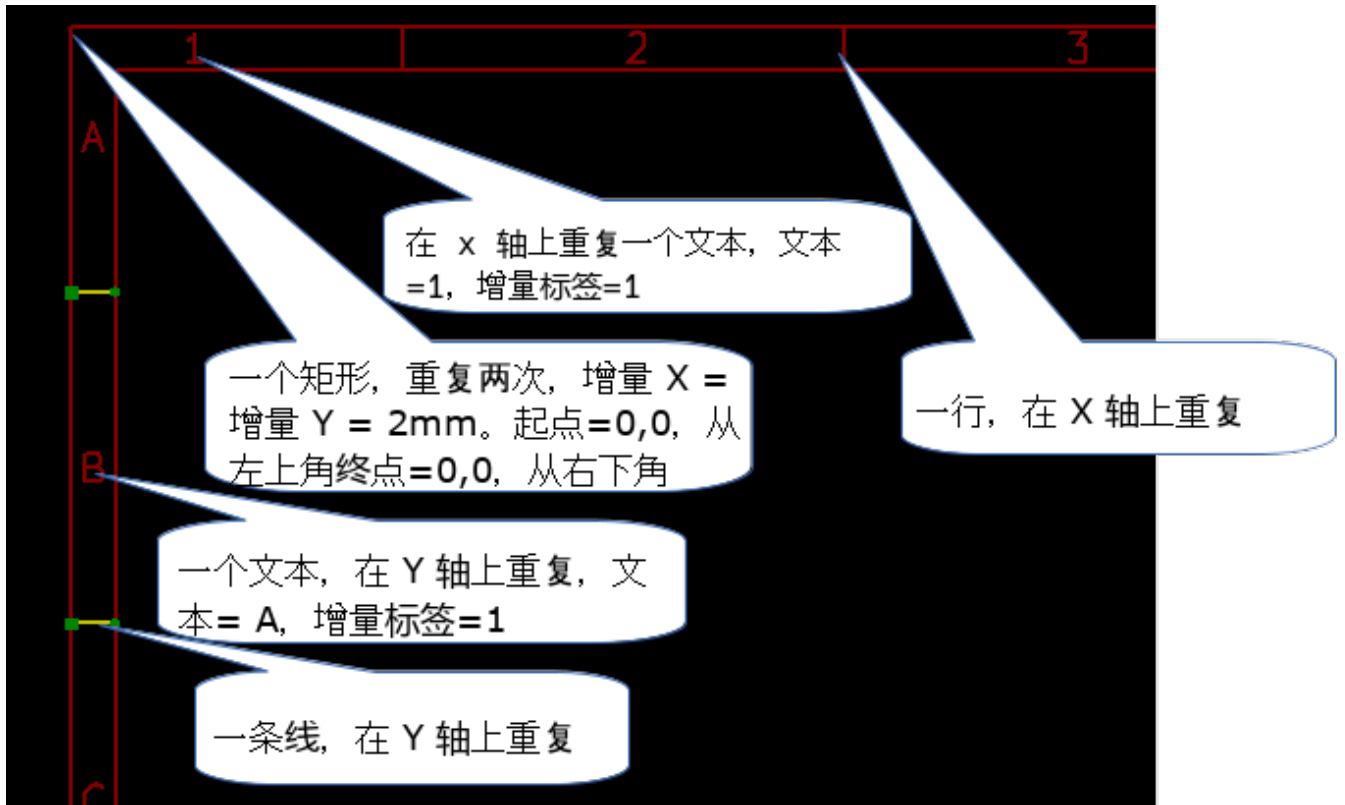 1
2
3
A
在 x 轴上重复一个文本，文本
=1，增量标签=1
一个矩形，重复两次，增量 X =
增量 Y = 2mm。起点=0,0，从
左上角终点=0,0，从右下角
一行，在 X 轴上重复
B
一个文本，在 Y 轴上重复，文
本= A，增量标签=1
一条线，在 Y 轴上重复
C